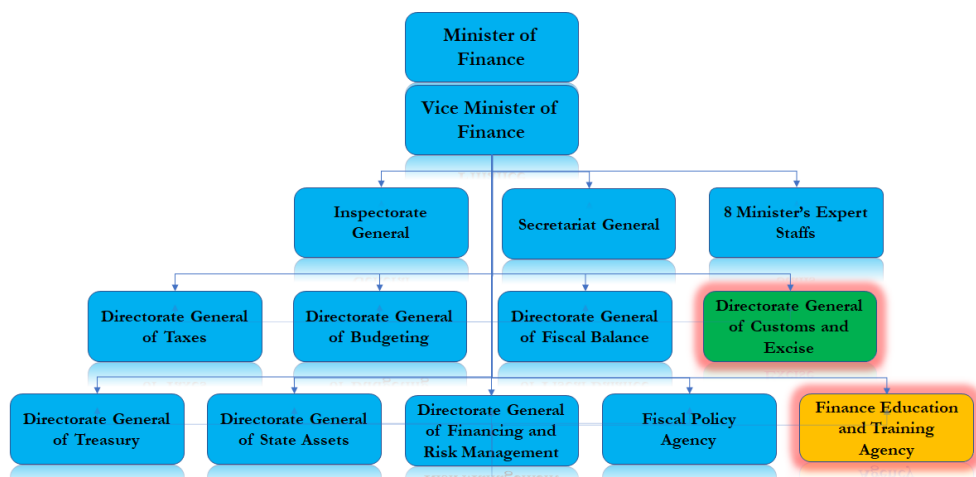 Minister of
Finance
Vice Minister of
Finance
Inspectorate
General
Secretariat General
8 Minister's Expert
Staffs
Directorate General
of Taxes
Directorate General
of Budgeting
Directorate General
of Fiscal Balance
Directorate General
of Customs and
Excise
Directorate General
of Treasury
Directorate General
of State Assets
Directorate General
of Financing and
Risk Management
Fiscal Policy
Agency
Finance Education
and Training
Agency